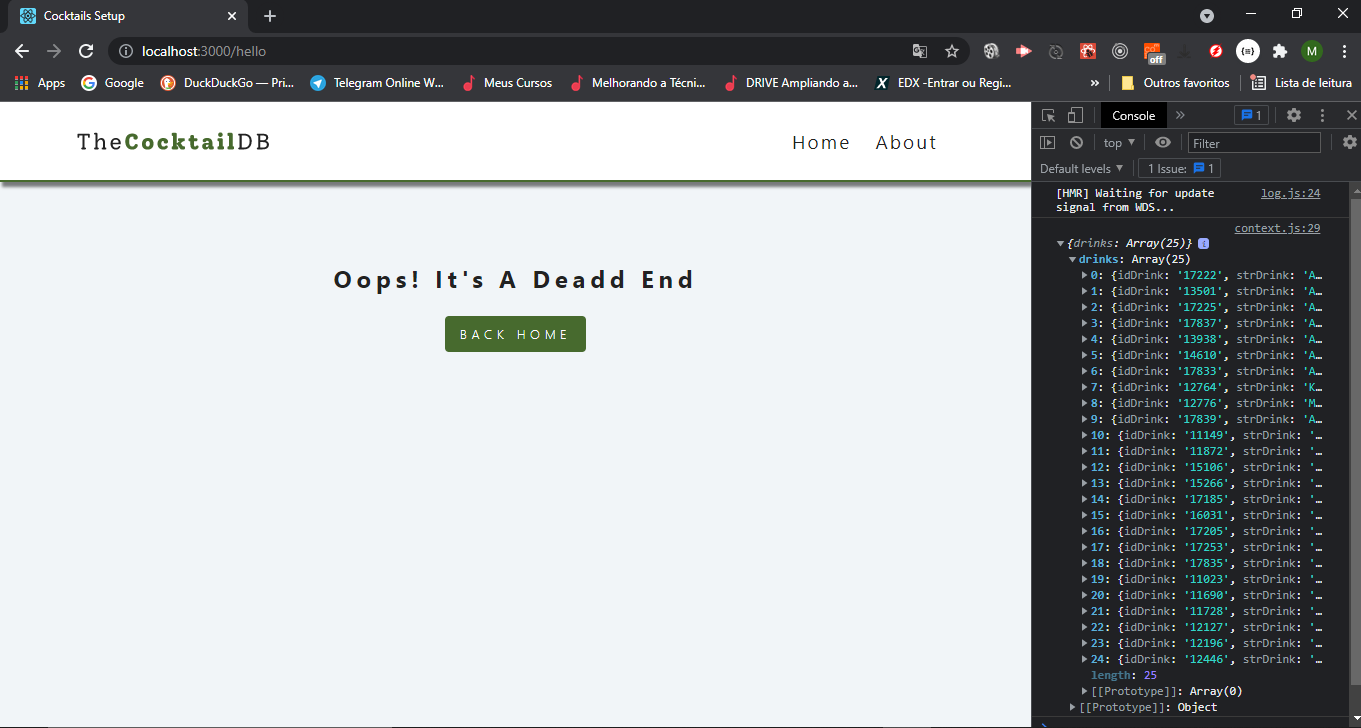 Cocktails Setup
localhost:3000/hello
off
M
Apps
Google
DuckDuckGo — Pri...
Telegram Online W...
Meus Cursos
Melhorando a Técni...
DRIVE Ampliando a...
EDX -Entrar ou Regi...
»
Outros favoritos
Lista de leitura
TheCocktailDB
Home
About
Oops! It's A Deadd End
BACK HOME
Console
»
1
top
Filter
Default levels
1 Issue: 1
[HMR] Waiting for update log.js:24
signal from WDS...
context.js:29
{drinks: Array(25)}
drinks: Array(25)
0: {idDrink: '17222', strDrink: 'A…
1: {idDrink: '13501', strDrink: 'A…
2: {idDrink: '17225', strDrink: 'A…
3: {idDrink: '17837', strDrink: 'A…
4: {idDrink: '13938', strDrink: 'A…
5: {idDrink: '14610', strDrink: 'A…
6: {idDrink: '17833', strDrink: 'A…
7: {idDrink: '12764', strDrink: 'K…
8: {idDrink: '12776', strDrink: 'M…
9: {idDrink: '17839', strDrink: 'A…
10: {idDrink: '11149', strDrink: '…
11: {idDrink: '11872', strDrink: '…
12: {idDrink: '15106', strDrink: '…
13: {idDrink: '15266', strDrink: '…
14: {idDrink: '17185', strDrink: '…
15: {idDrink: '16031', strDrink: '…
16: {idDrink: '17205', strDrink: '…
17: {idDrink: '17253', strDrink: '…
18: {idDrink: '17835', strDrink: '…
19: {idDrink: '11023', strDrink: '…
20: {idDrink: '11690', strDrink: '…
21: {idDrink: '11728', strDrink: '…
22: {idDrink: '12127', strDrink: '…
23: {idDrink: '12196', strDrink: '…
24: {idDrink: '12446', strDrink: '…
length: 25
[[Prototype]]: Array(0)
[[Prototype]]: Object